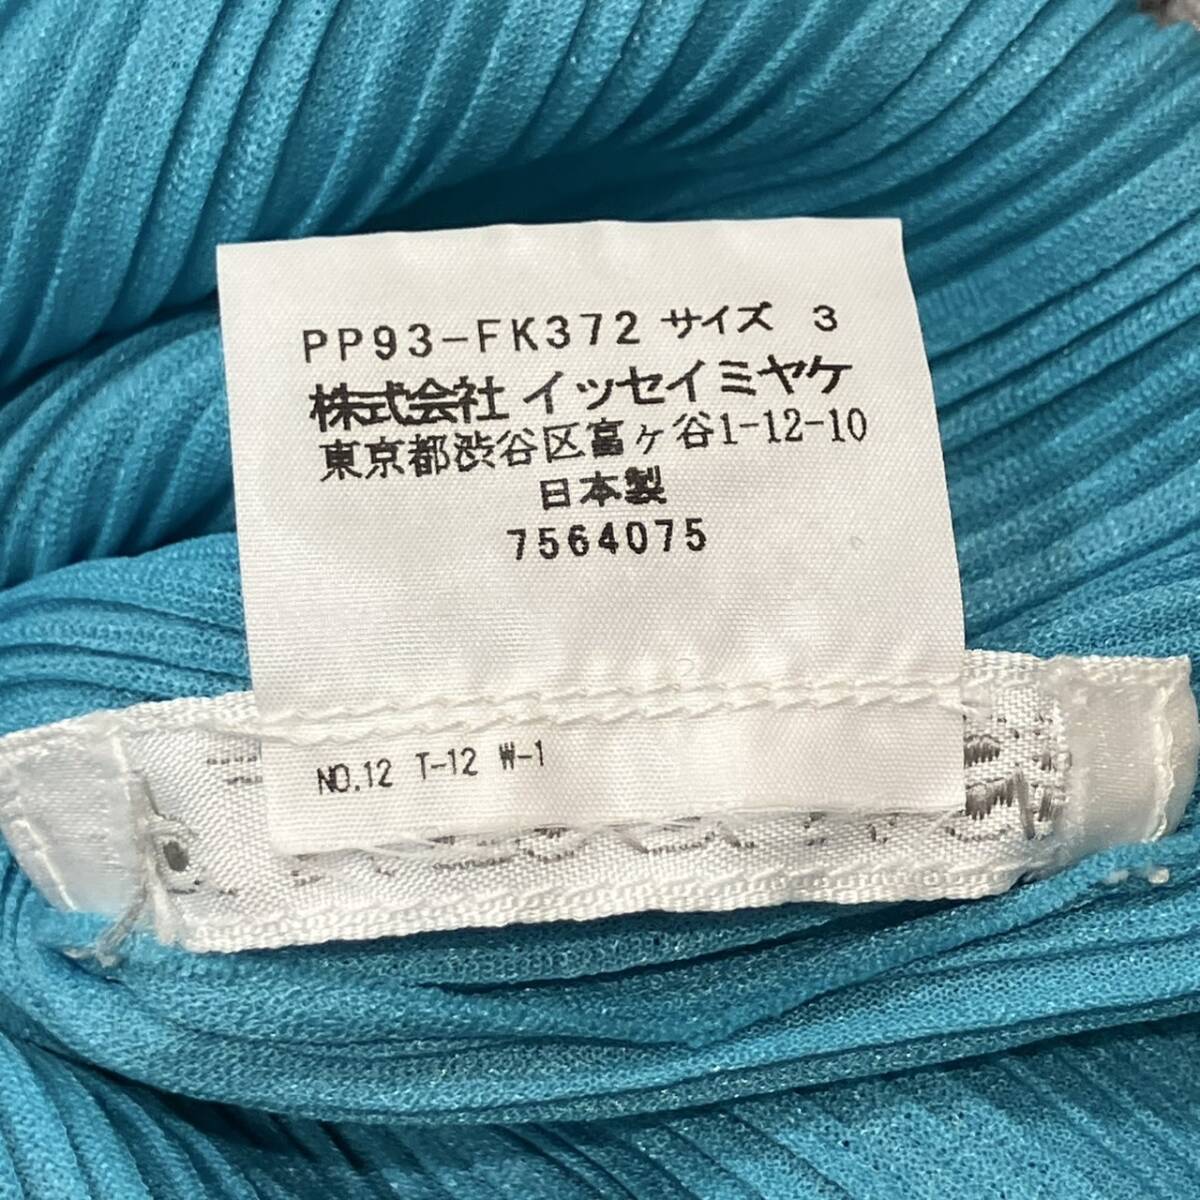 PP93-FK372 サイズ 3
株式会社 イッセイミヤケ
東京都渋谷区富ヶ谷1-12-10
日本製
7564075
NO.12 T-12 W-1